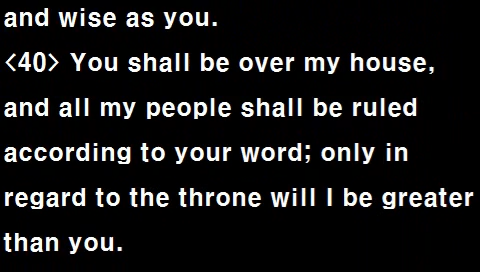 and wise as you.
<40> You shall be over my house,
and all my people shall be ruled
according to your word; only in
regard to the throne will I be greater
than you.